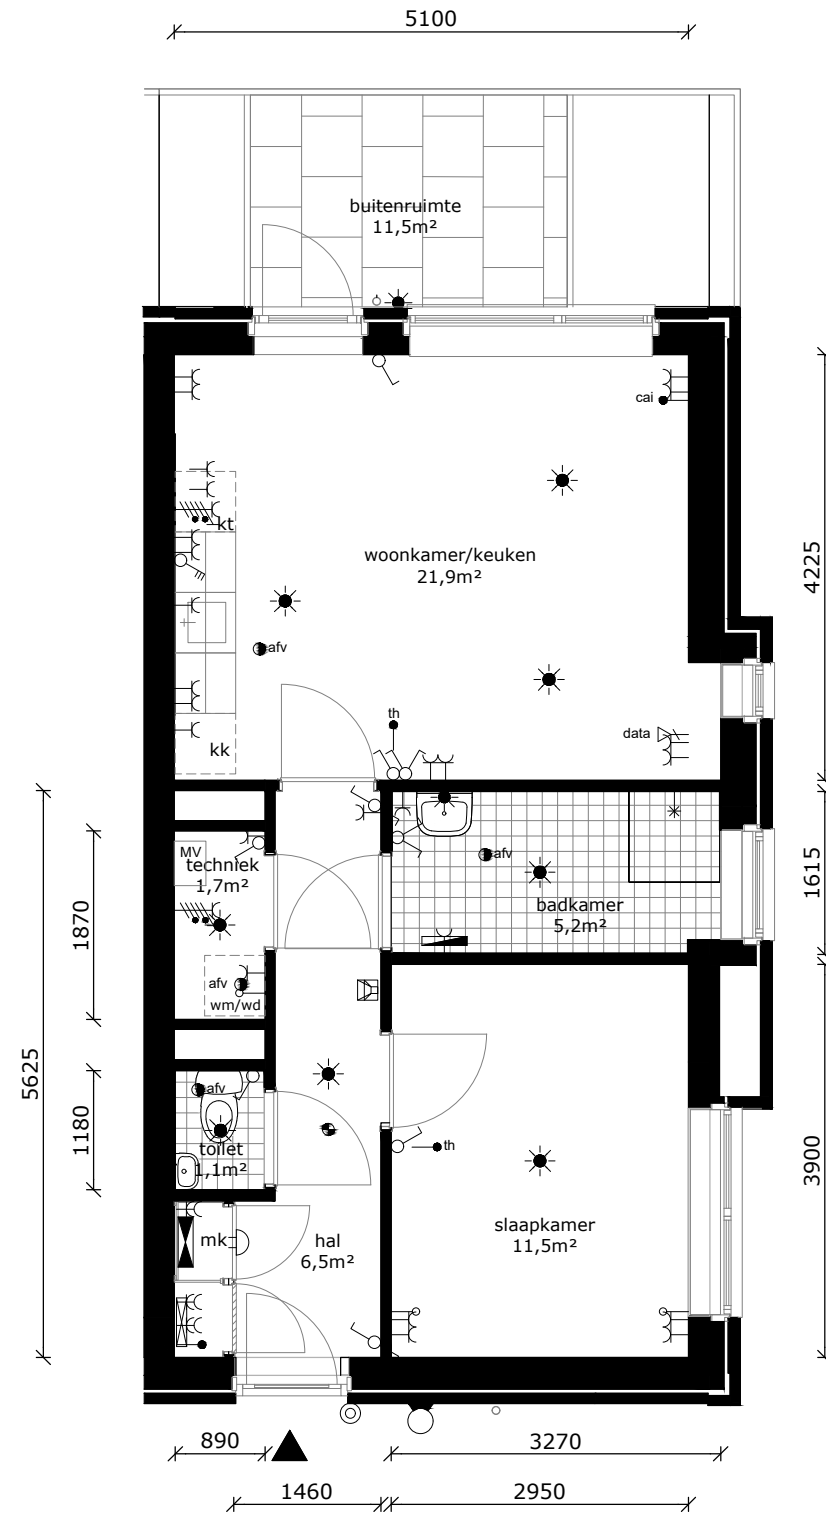 5100
buitenruimte
11,5m²
cai
kt
woonkamer/keuken
21,9m²
4225
afv
th
data
kk
MV
techniek
1,7m²
afv
badkamer
5,2m²
1615
1870
afv
wm/wd
5625
afv
1180
toilet
1,1m²
th
3900
mk
hal
6,5m²
slaapkamer
11,5m²
890
3270
1460
2950